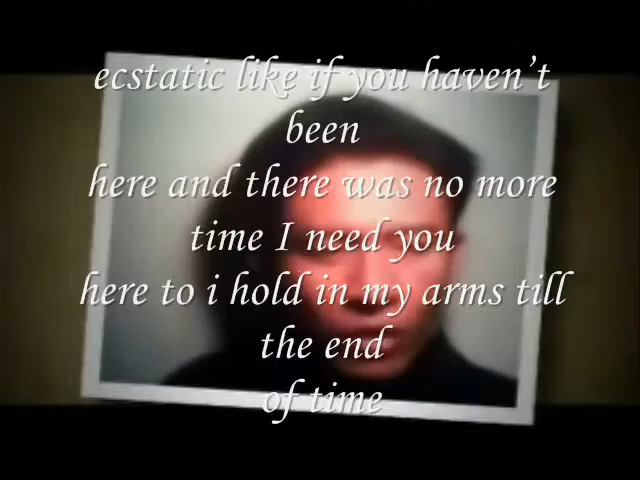 ecstatic like if you haven’t
been
here and there was no more
time I need you
here to i hold in my arms till
the end
of time